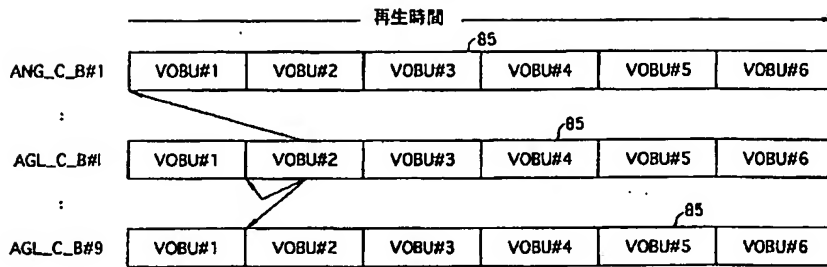 再生時間
85
ANG_C_B#1 VOBU#1 VOBU#2 VOBU#3 VOBU#4 VOBU#5 VOBU#6
:
85
AGL_C_B#i VOBU#1 VOBU#2 VOBU#3 VOBU#4 VOBU#5 VOBU#6
:
85
AGL_C_B#9 VOBU#1 VOBU#2 VOBU#3 VOBU#4 VOBU#5 VOBU#6